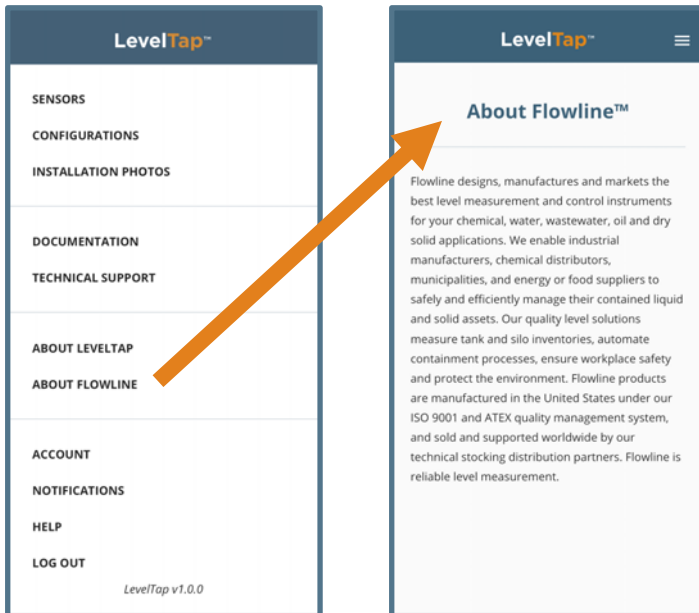 LevelTap™
SENSORS
CONFIGURATIONS
INSTALLATION PHOTOS
DOCUMENTATION
TECHNICAL SUPPORT
ABOUT LEVELTAP
ABOUT FLOWLINE
ACCOUNT
NOTIFICATIONS
HELP
LOG OUT
LevelTap v1.0.0
LevelTap™
About Flowline™
Flowline designs, manufactures and markets the
best level measurement and control instruments
for your chemical, water, wastewater, oil and dry
solid applications. We enable industrial
manufacturers, chemical distributors,
municipalities, and energy or food suppliers to
safely and efficiently manage their contained liquid
and solid assets. Our quality level solutions
measure tank and silo inventories, automate
containment processes, ensure workplace safety
and protect the environment. Flowline products
are manufactured in the United States under our
ISO 9001 and ATEX quality management system,
and sold and supported worldwide by our
technical stocking distribution partners. Flowline is
reliable level measurement.